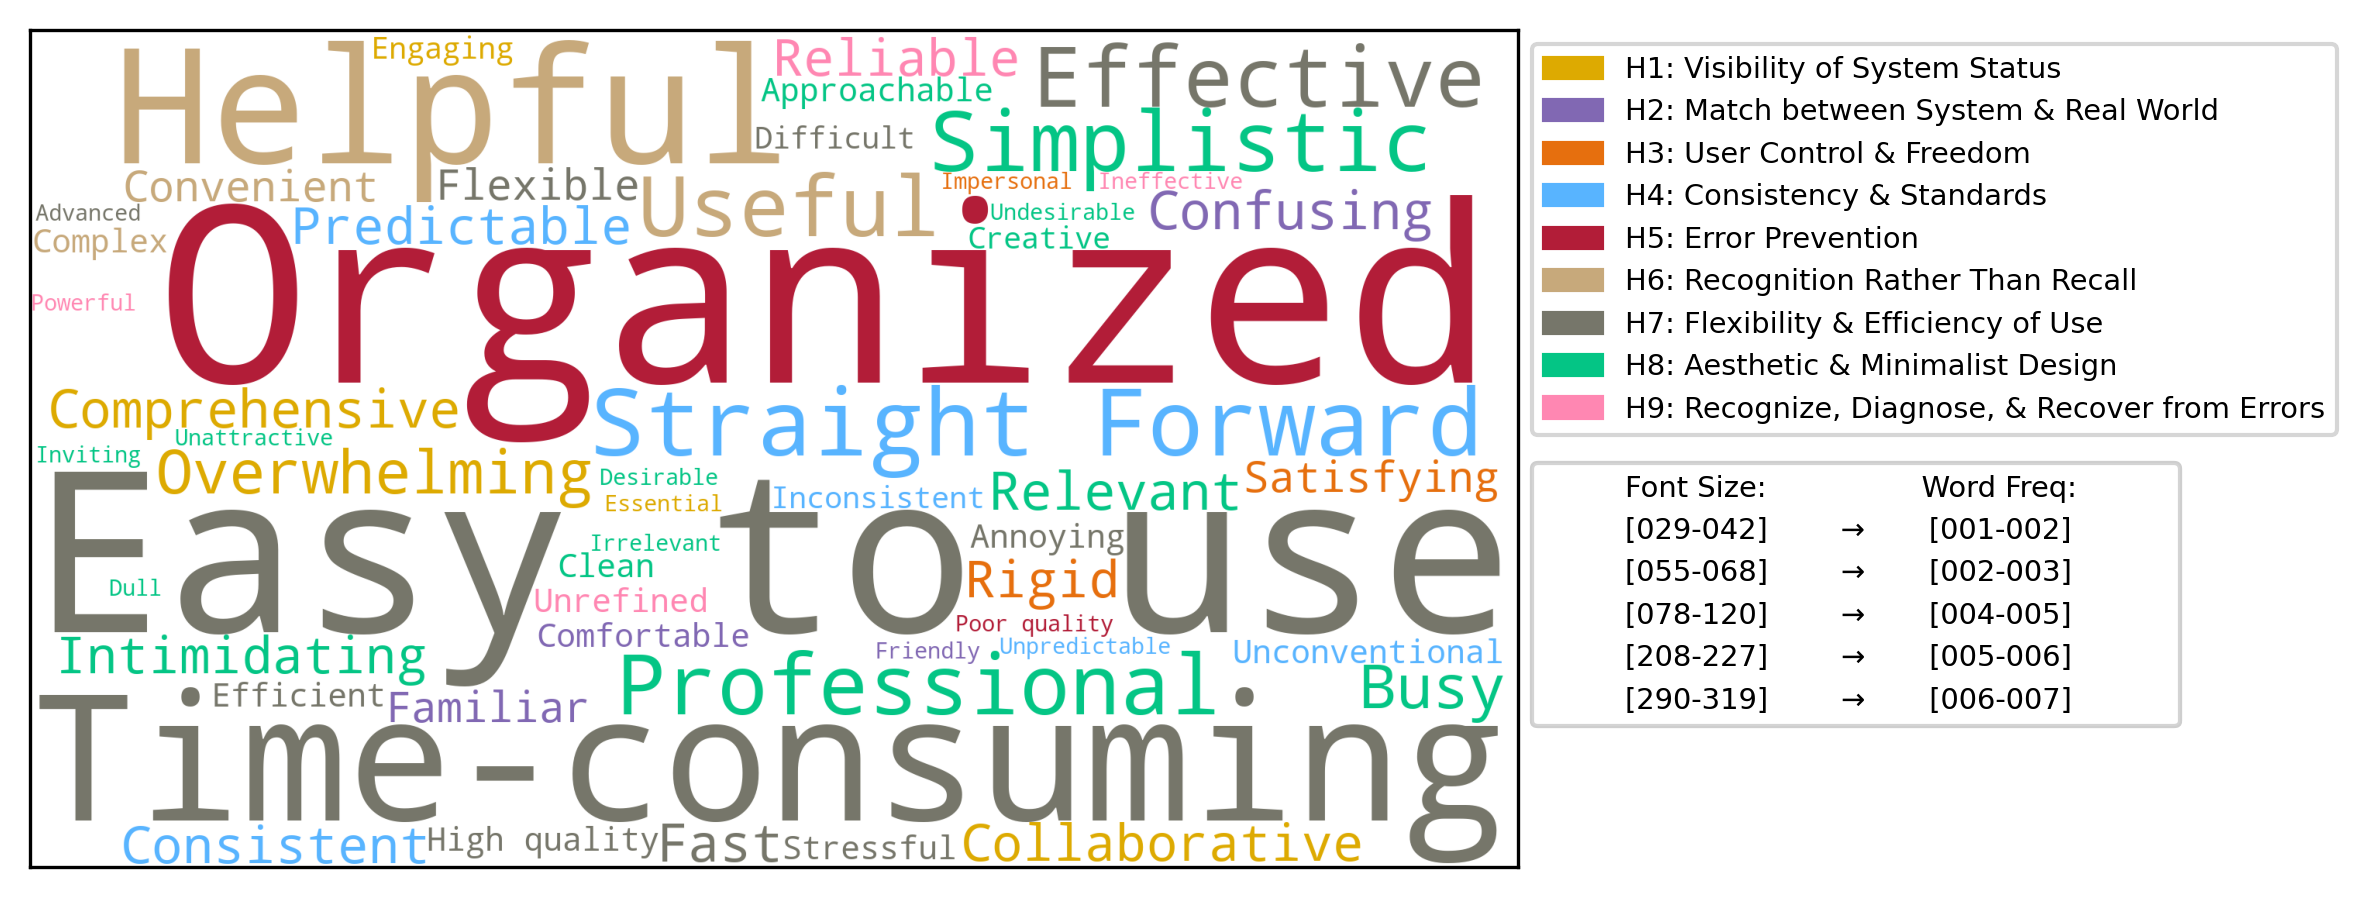 Engaging
Helpful
Reliable
Effective
Approachable
Difficult
Simplistic
Convenient
Flexible
Useful
Impersonal
Ineffective
Advanced
Predictable
Undesirable
Confusing
Complex
Creative
Organized
Powerful
Comprehensive
Straight Forward
Unattractive
Inviting
Overwhelming
Desirable
Essential
Inconsistent
Relevant
Satisfying
Easy to use
Irrelevant
Annoying
Clean
Dull
Rigid
Unrefined
Poor quality
Comfortable
Friendly
Unpredictable
Unconventional
Intimidating
Professional
Busy
Efficient
Familiar
Time-consuming
Consistent
High quality
Fast
Stressful
Collaborative
H1: Visibility of System Status
H2: Match between System & Real World
H3: User Control & Freedom
H4: Consistency & Standards
H5: Error Prevention
H6: Recognition Rather Than Recall
H7: Flexibility & Efficiency of Use
H8: Aesthetic & Minimalist Design
H9: Recognize, Diagnose, & Recover from Errors
Font Size: Word Freq:
[029-042] → [001-002]
[055-068] → [002-003]
[078-120] → [004-005]
[208-227] → [005-006]
[290-319] → [006-007]